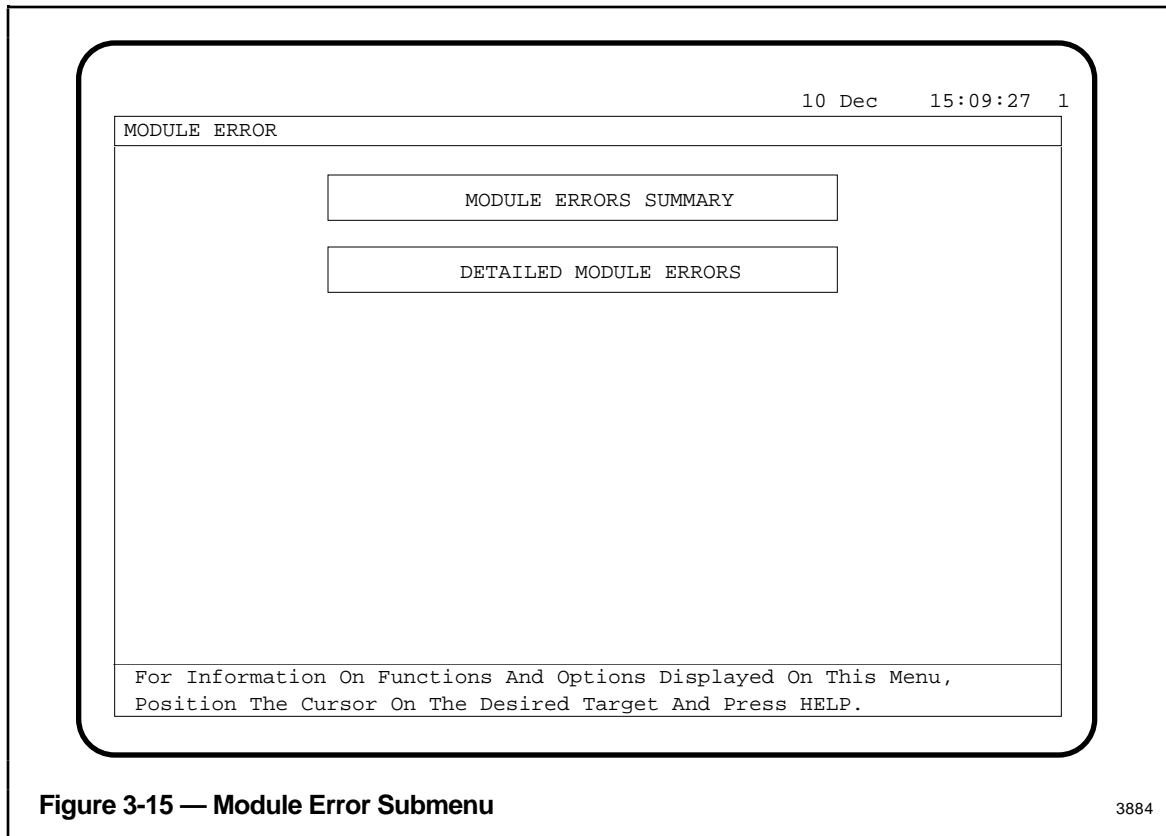 10 Dec 15:09:27 1
MODULE ERROR
MODULE ERRORS SUMMARY
DETAILED MODULE ERRORS
For Information On Functions And Options Displayed On This Menu,
Position The Cursor On The Desired Target And Press HELP.
Figure 3-15 — Module Error Submenu
3884